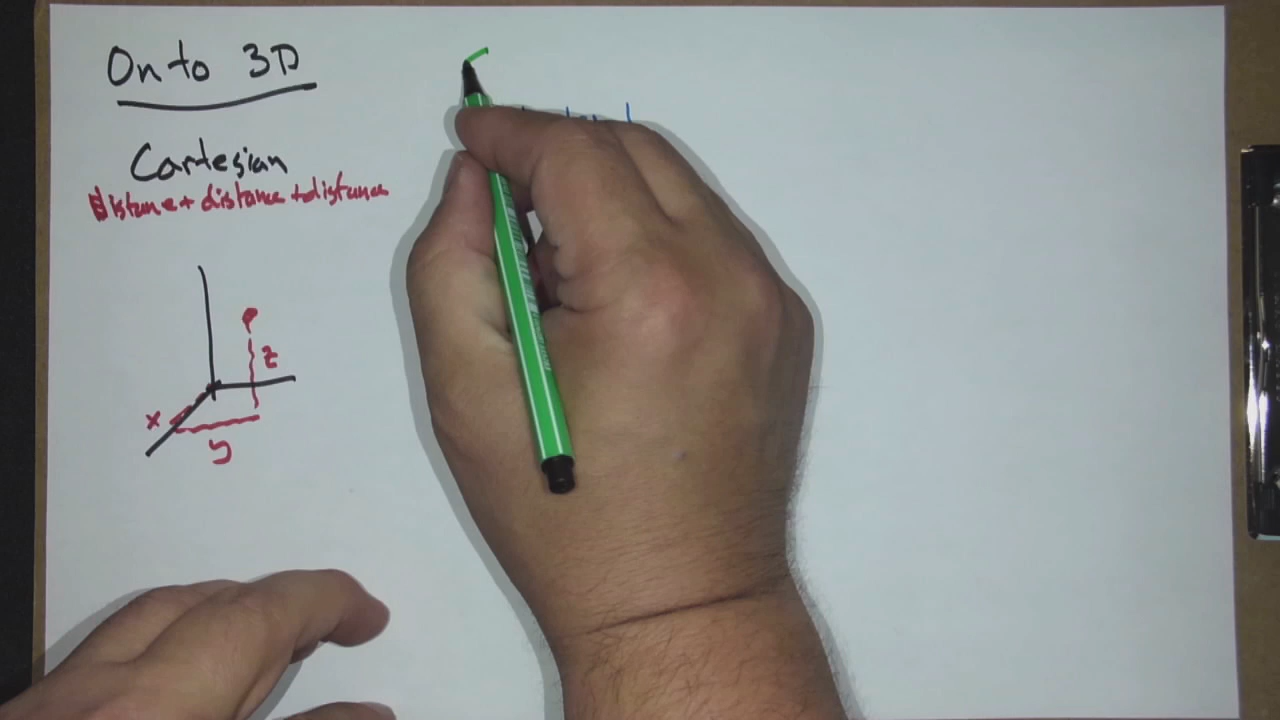 Onto 3D
Cartesian
Distance + distance + distance
z
x
y